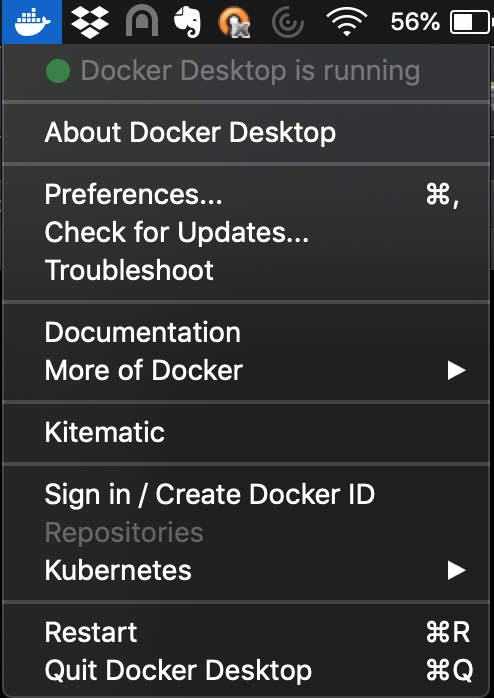 56%
Docker Desktop is running
About Docker Desktop
Preferences... ⌘,
Check for Updates...
Troubleshoot
Documentation
More of Docker ▶
Kitematic
Sign in / Create Docker ID
Repositories
Kubernetes ▶
Restart ⌘R
Quit Docker Desktop ⌘Q